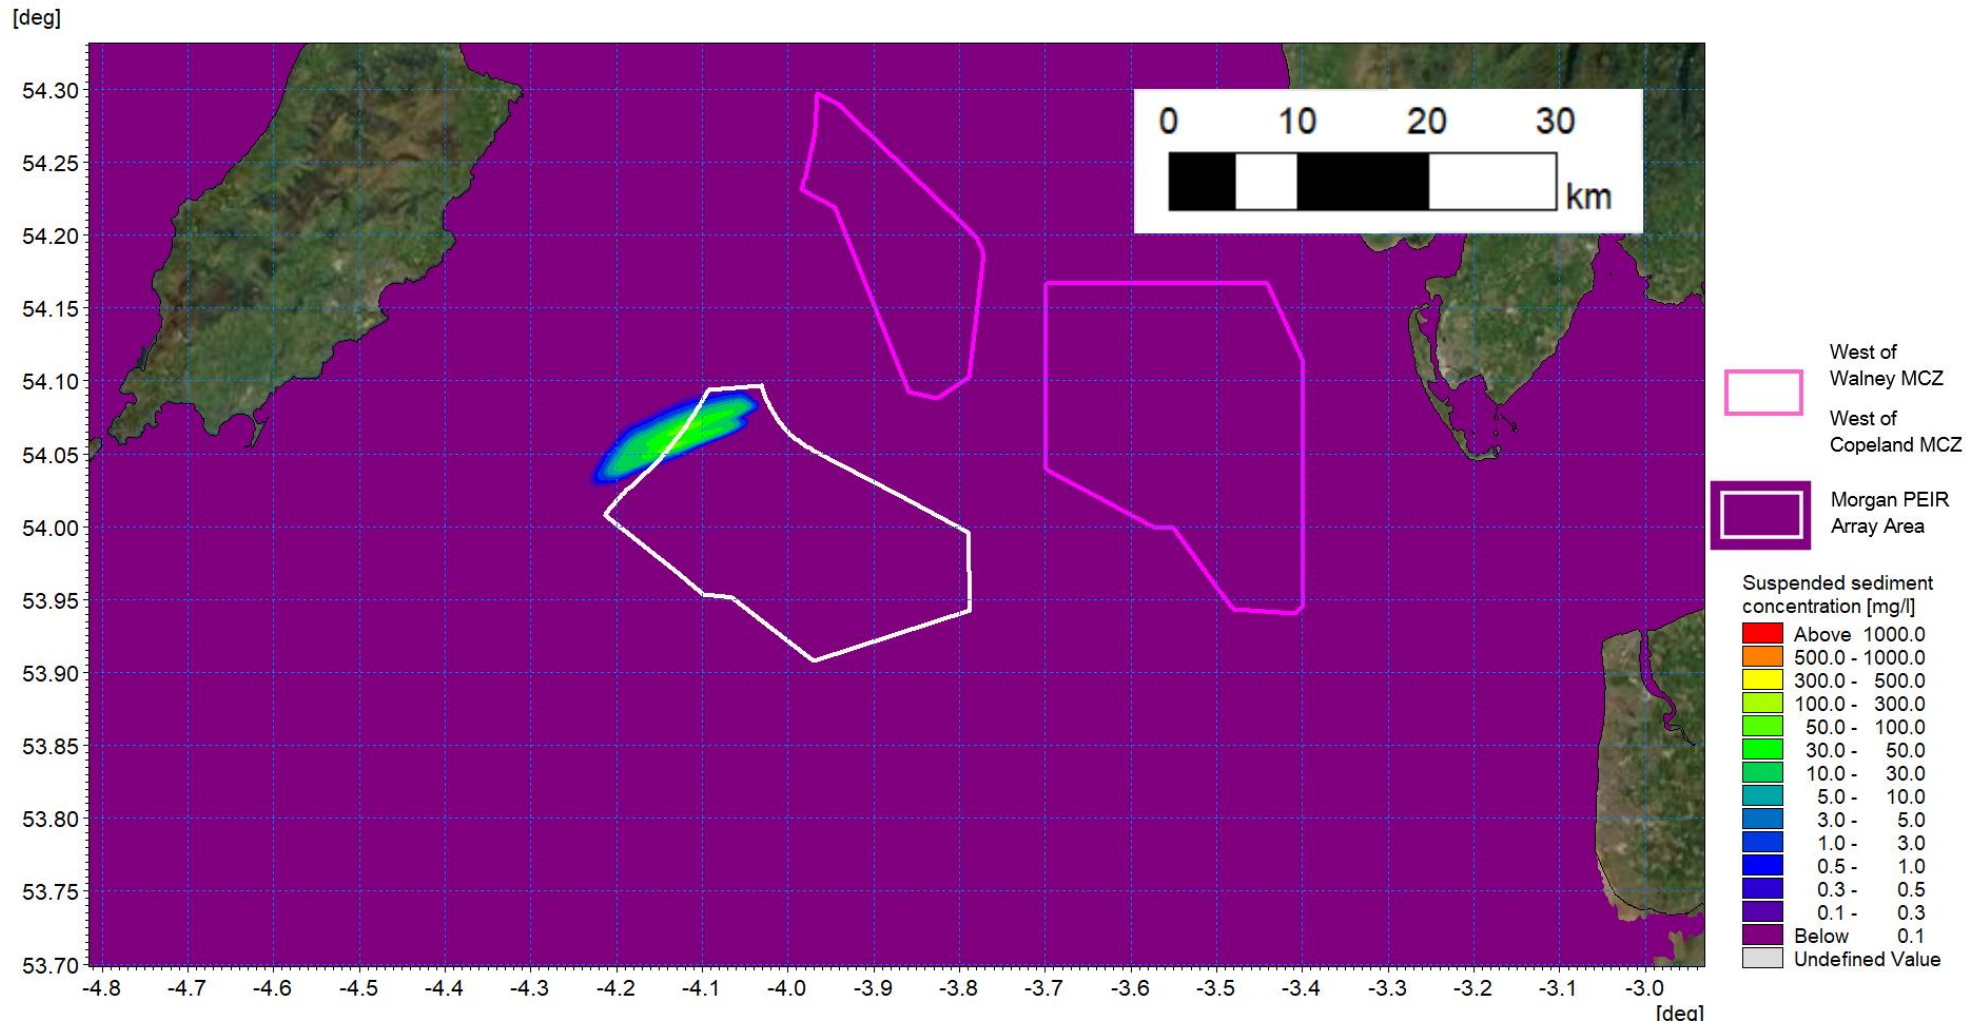 [deg]
54.30
54.25
54.20
54.15
54.10
54.05
54.00
53.95
53.90
53.85
53.80
53.75
53.70
-4.8 -4.7 -4.6 -4.5 -4.4 -4.3 -4.2 -4.1 -4.0 -3.9 -3.8 -3.7 -3.6 -3.5 -3.4 -3.3 -3.2 -3.1 -3.0
[deg]
0 10 20 30
km
West of
Walney MCZ
West of
Copeland MCZ
Morgan PEIR
Array Area
Suspended sediment
concentration [mg/l]
Above 1000.0
500.0 - 1000.0
300.0 - 500.0
100.0 - 300.0
50.0 - 100.0
30.0 - 50.0
10.0 - 30.0
5.0 - 10.0
3.0 - 5.0
1.0 - 3.0
0.5 - 1.0
0.3 - 0.5
0.1 - 0.3
Below 0.1
Undefined Value